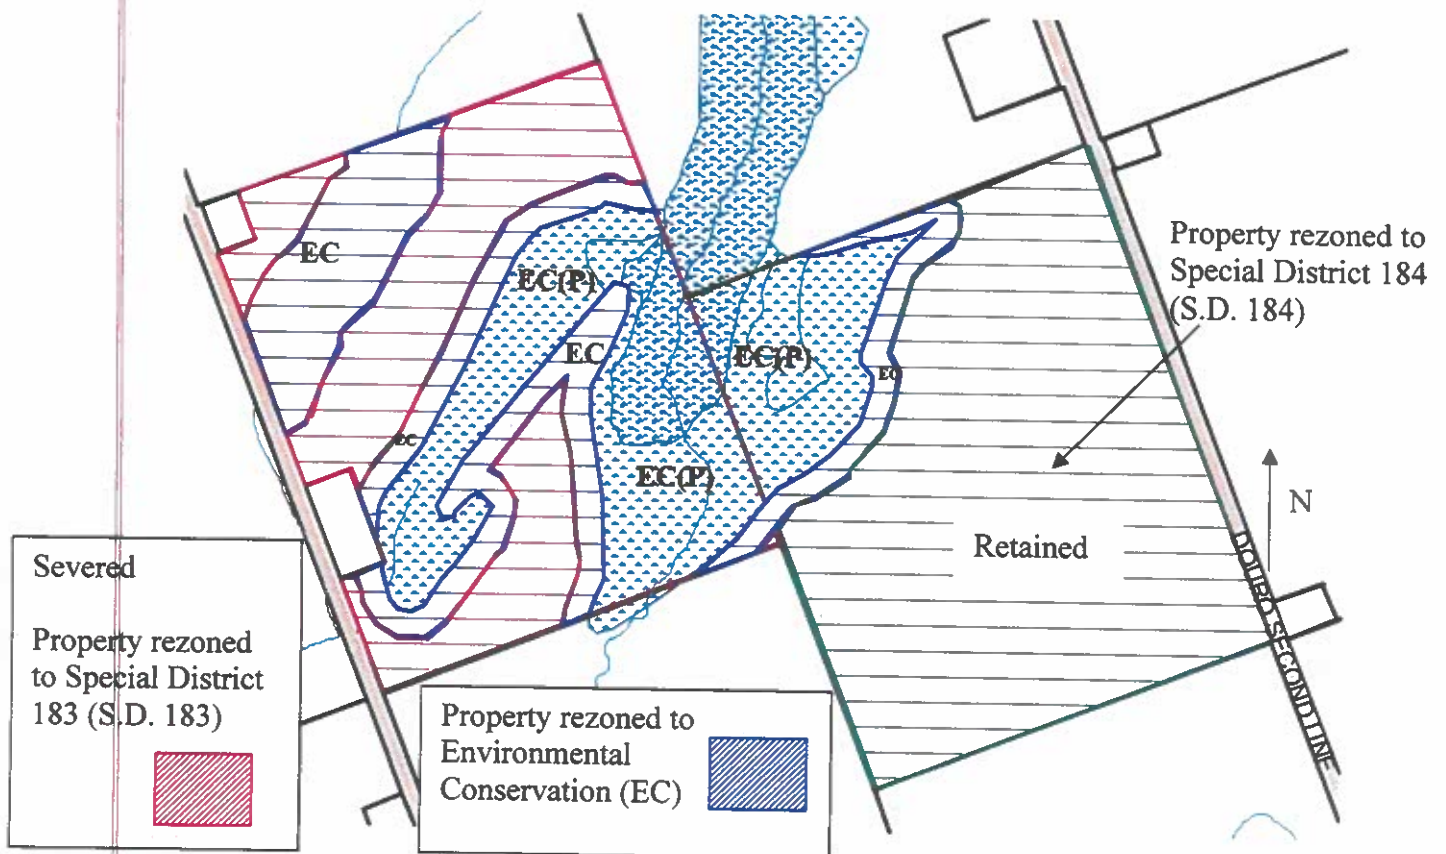 EC
EC(P)
EC
EC(P)
EC
EC
EC(P)
Property rezoned to
Special District 184
(S.D. 184)
N
Retained
DOURO SECOND LINE
Severed
Property rezoned
to Special District
183 (S.D. 183)
Property rezoned to
Environmental
Conservation (EC)